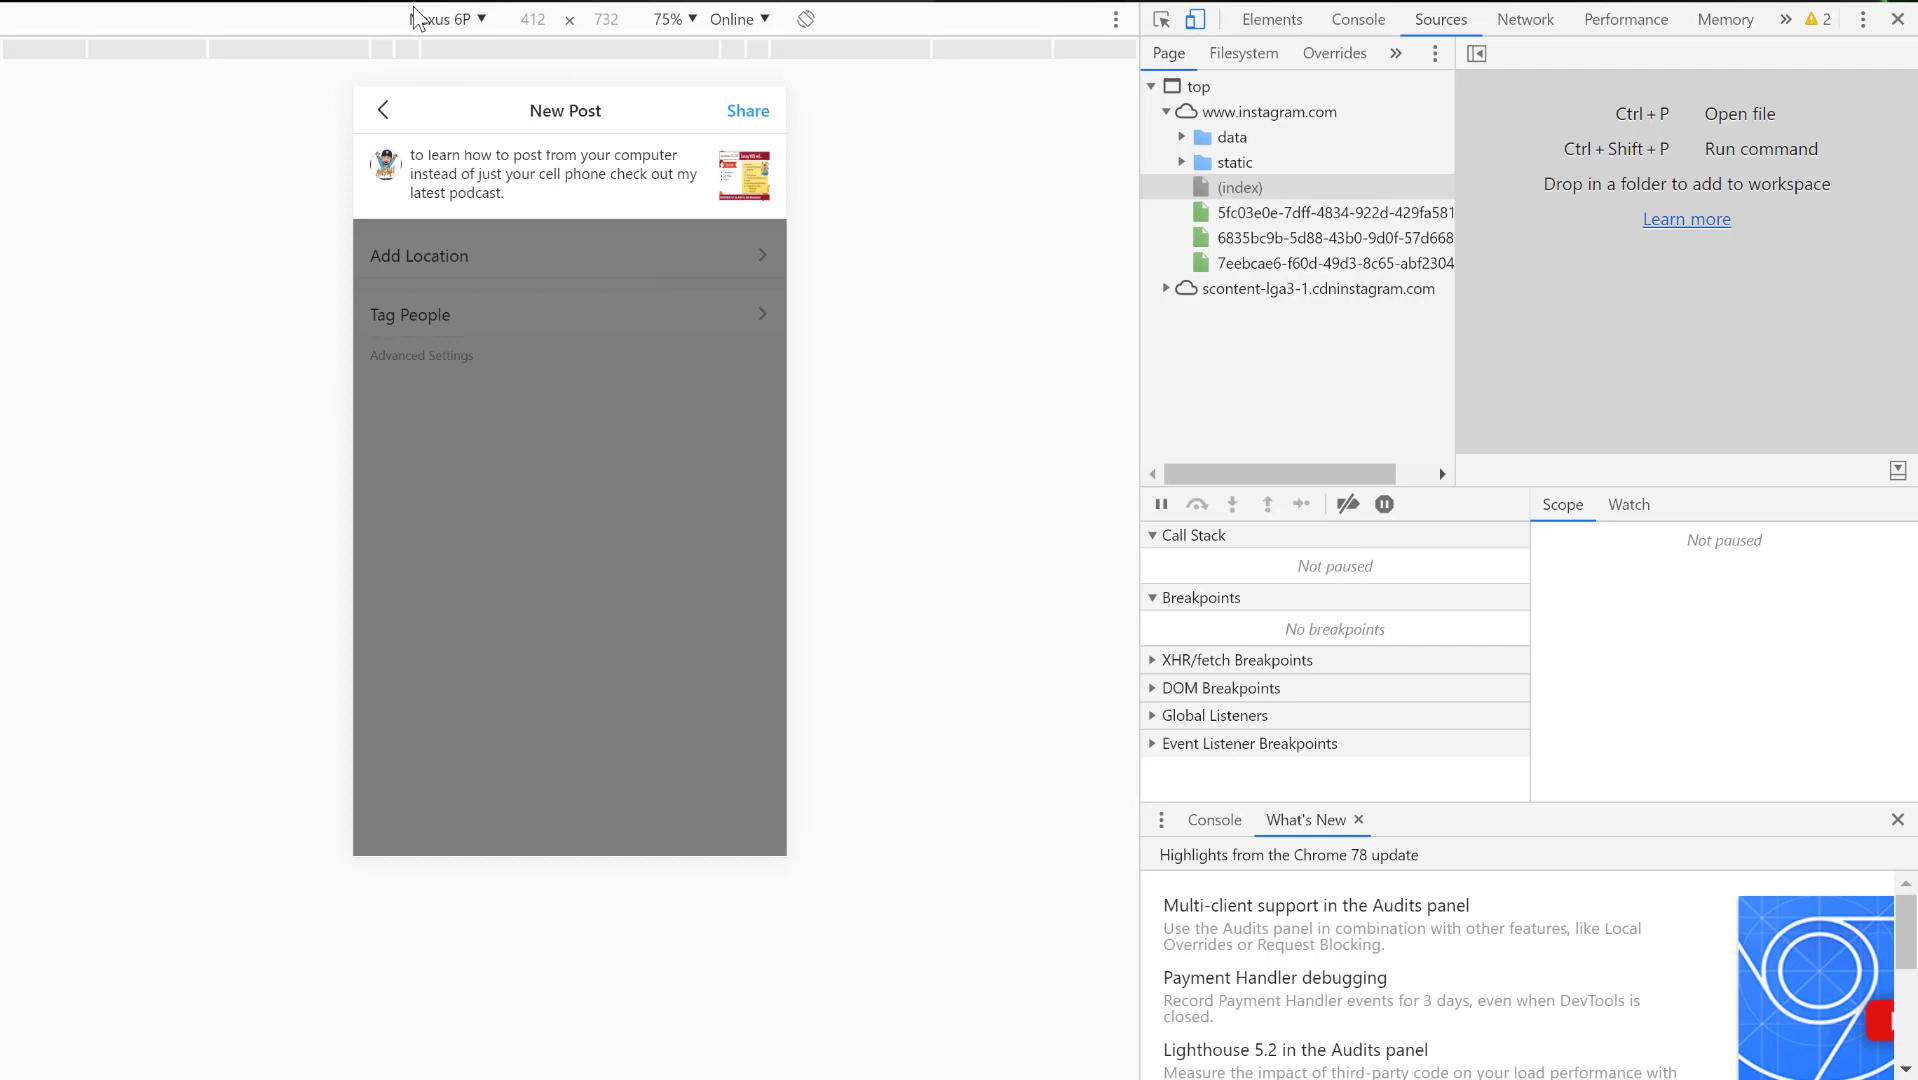 Nexus 6P ▼ 412 × 732 75% ▼ Online ▼
New Post Share
to learn how to post from your computer
instead of just your cell phone check out my
latest podcast.
Add Location
Tag People
Advanced Settings
Elements Console Sources Network Performance Memory » 2
Page Filesystem Overrides »
top
www.instagram.com
data
static
(index)
5fc03e0e-7dff-4834-922d-429fa581
6835bc9b-5d88-43b0-9d0f-57d668
7eebcae6-f60d-49d3-8c65-abf2304
scontent-lga3-1.cdninstagram.com
Ctrl + P Open file
Ctrl + Shift + P Run command
Drop in a folder to add to workspace
Learn more
Scope Watch
Not paused
Call Stack
Not paused
Breakpoints
No breakpoints
XHR/fetch Breakpoints
DOM Breakpoints
Global Listeners
Event Listener Breakpoints
Console What's New ×
Highlights from the Chrome 78 update
Multi-client support in the Audits panel
Use the Audits panel in combination with other features, like Local
Overrides or Request Blocking.
Payment Handler debugging
Record Payment Handler events for 3 days, even when DevTools is
closed.
Lighthouse 5.2 in the Audits panel
Measure the impact of third-party code on your load performance with